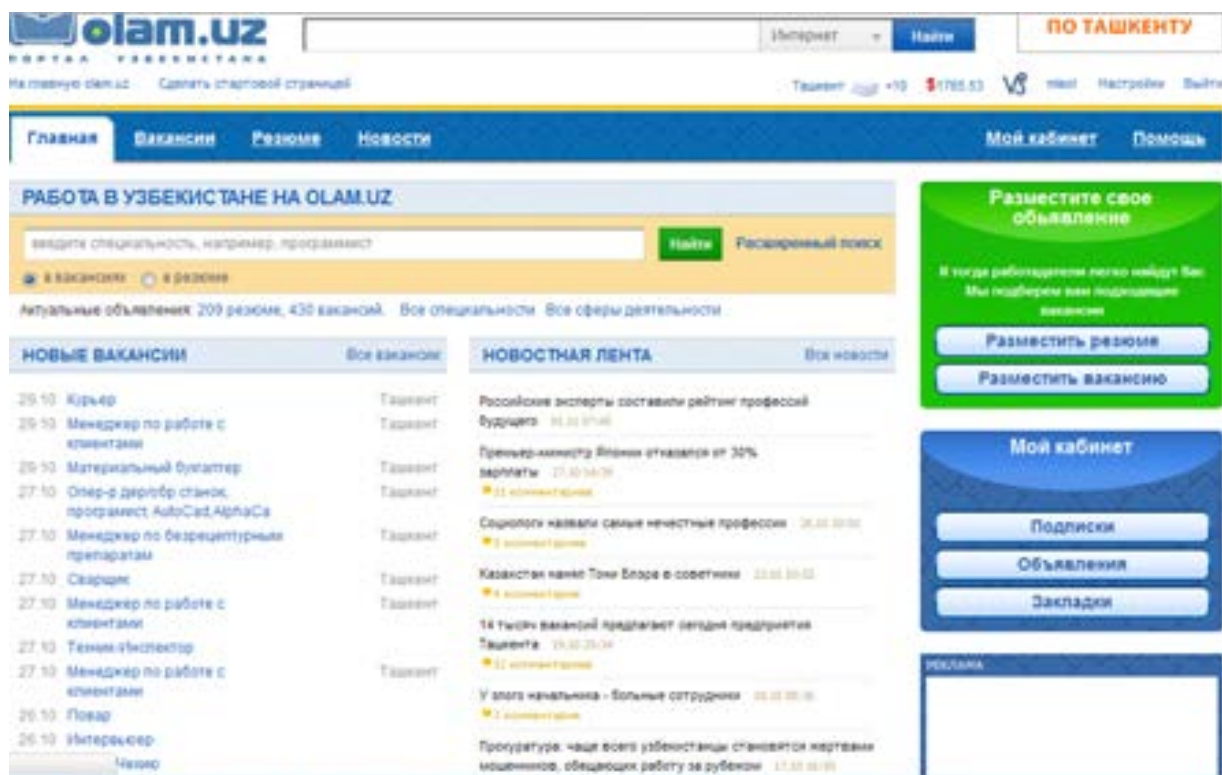 olam.uz
ПОРТАЛ УЗБЕКИСТАНА
Интернет
Найти
ПО ТАШКЕНТУ
На главную olam.uz Сделать стартовой страницей
Ташкент +10 $1765.53 Настройки Выйти
Главная Вакансии Резюме Новости Мой кабинет Помощь
РАБОТА В УЗБЕКИСТАНЕ НА OLAM.UZ
введите специальность, например, программист
Найти
Расширенный поиск
в вакансиях в резюме
Актуальные объявления: 209 резюме, 430 вакансий. Все специальности Все сферы деятельности
НОВЫЕ ВАКАНСИИ Все вакансии
29.10 Курьер Ташкент
29.10 Менеджер по работе с
клиентами Ташкент
29.10 Материальный бухгалтер Ташкент
27.10 Опер-р дер/обр станок,
програмист AutoCad,AlphaCa Ташкент
27.10 Менеджер по безрецептурным
препаратам Ташкент
27.10 Сварщик Ташкент
27.10 Менеджер по работе с
клиентами Ташкент
27.10 Техник-Инспектор
27.10 Менеджер по работе с
клиентами Ташкент
26.10 Повар
26.10 Интервьюер
НОВОСТНАЯ ЛЕНТА Все новости
Российские эксперты составили рейтинг профессий
будущего
Премьер-министр Японии отказался от 30%
зарплаты
Социологи назвали самые нечестные профессии
Казахстан нанял Тони Блэра в советники
14 тысяч вакансий предлагают сегодня предприятия
Ташкента
У злого начальника - больные сотрудники
Прокуратура: чаще всего узбекистанцы становятся жертвами
мошенников, обещающих работу за рубежом
Разместите свое
объявление
И тогда работодатели легко найдут Вас
Мы подберем вам подходящие
вакансии
Разместить резюме
Разместить вакансию
Мой кабинет
Подписки
Объявления
Закладки
РЕКЛАМА